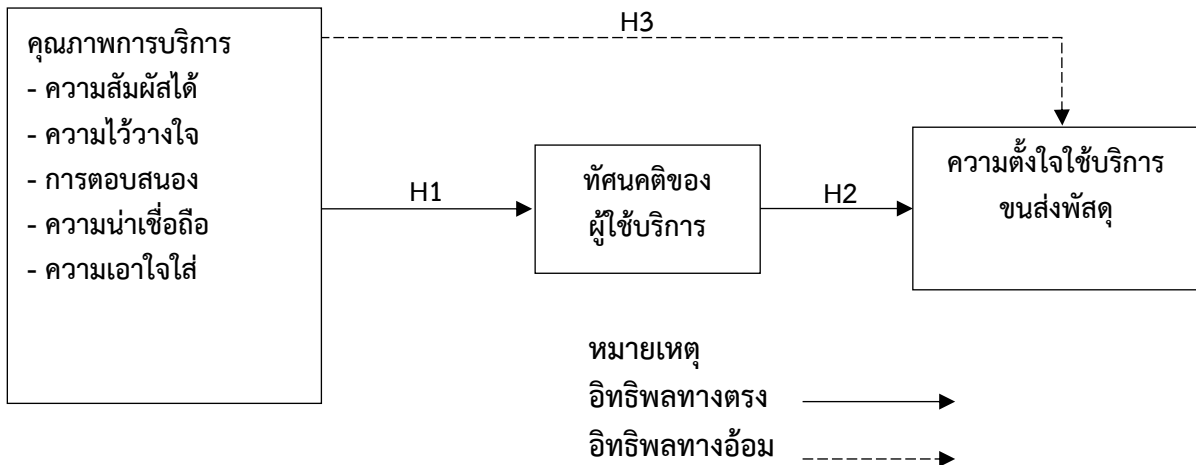 H3
คุณภาพการบริการ
- ความสัมผัสได้
- ความไว้วางใจ
- การตอบสนอง
- ความน่าเชื่อถือ
- ความเอาใจใส่
H1
ทัศนคติของ
ผู้ใช้บริการ
H2
ความตั้งใจใช้บริการ
ขนส่งพัสดุ
หมายเหตุ
อิทธิพลทางตรง
อิทธิพลทางอ้อม